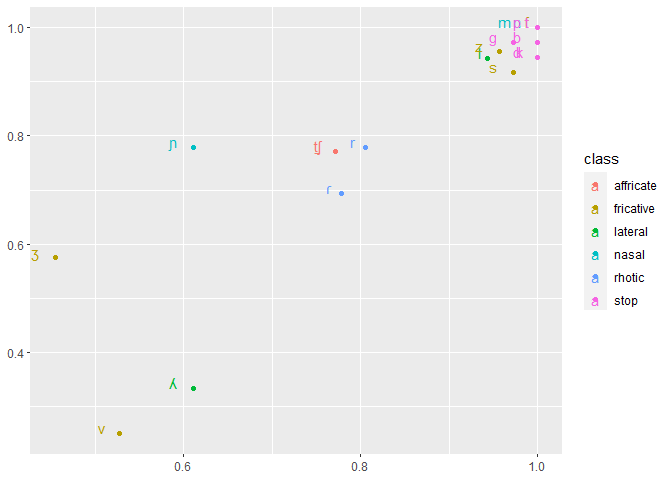 1.0
m n p t
g b
ʒ
s
0.8
ɲ
tʃ r
ɾ
0.6
ʒ
0.4
ʎ
v
0.6 0.8 1.0
class
a affricate
a fricative
a lateral
a nasal
a rhotic
a stop